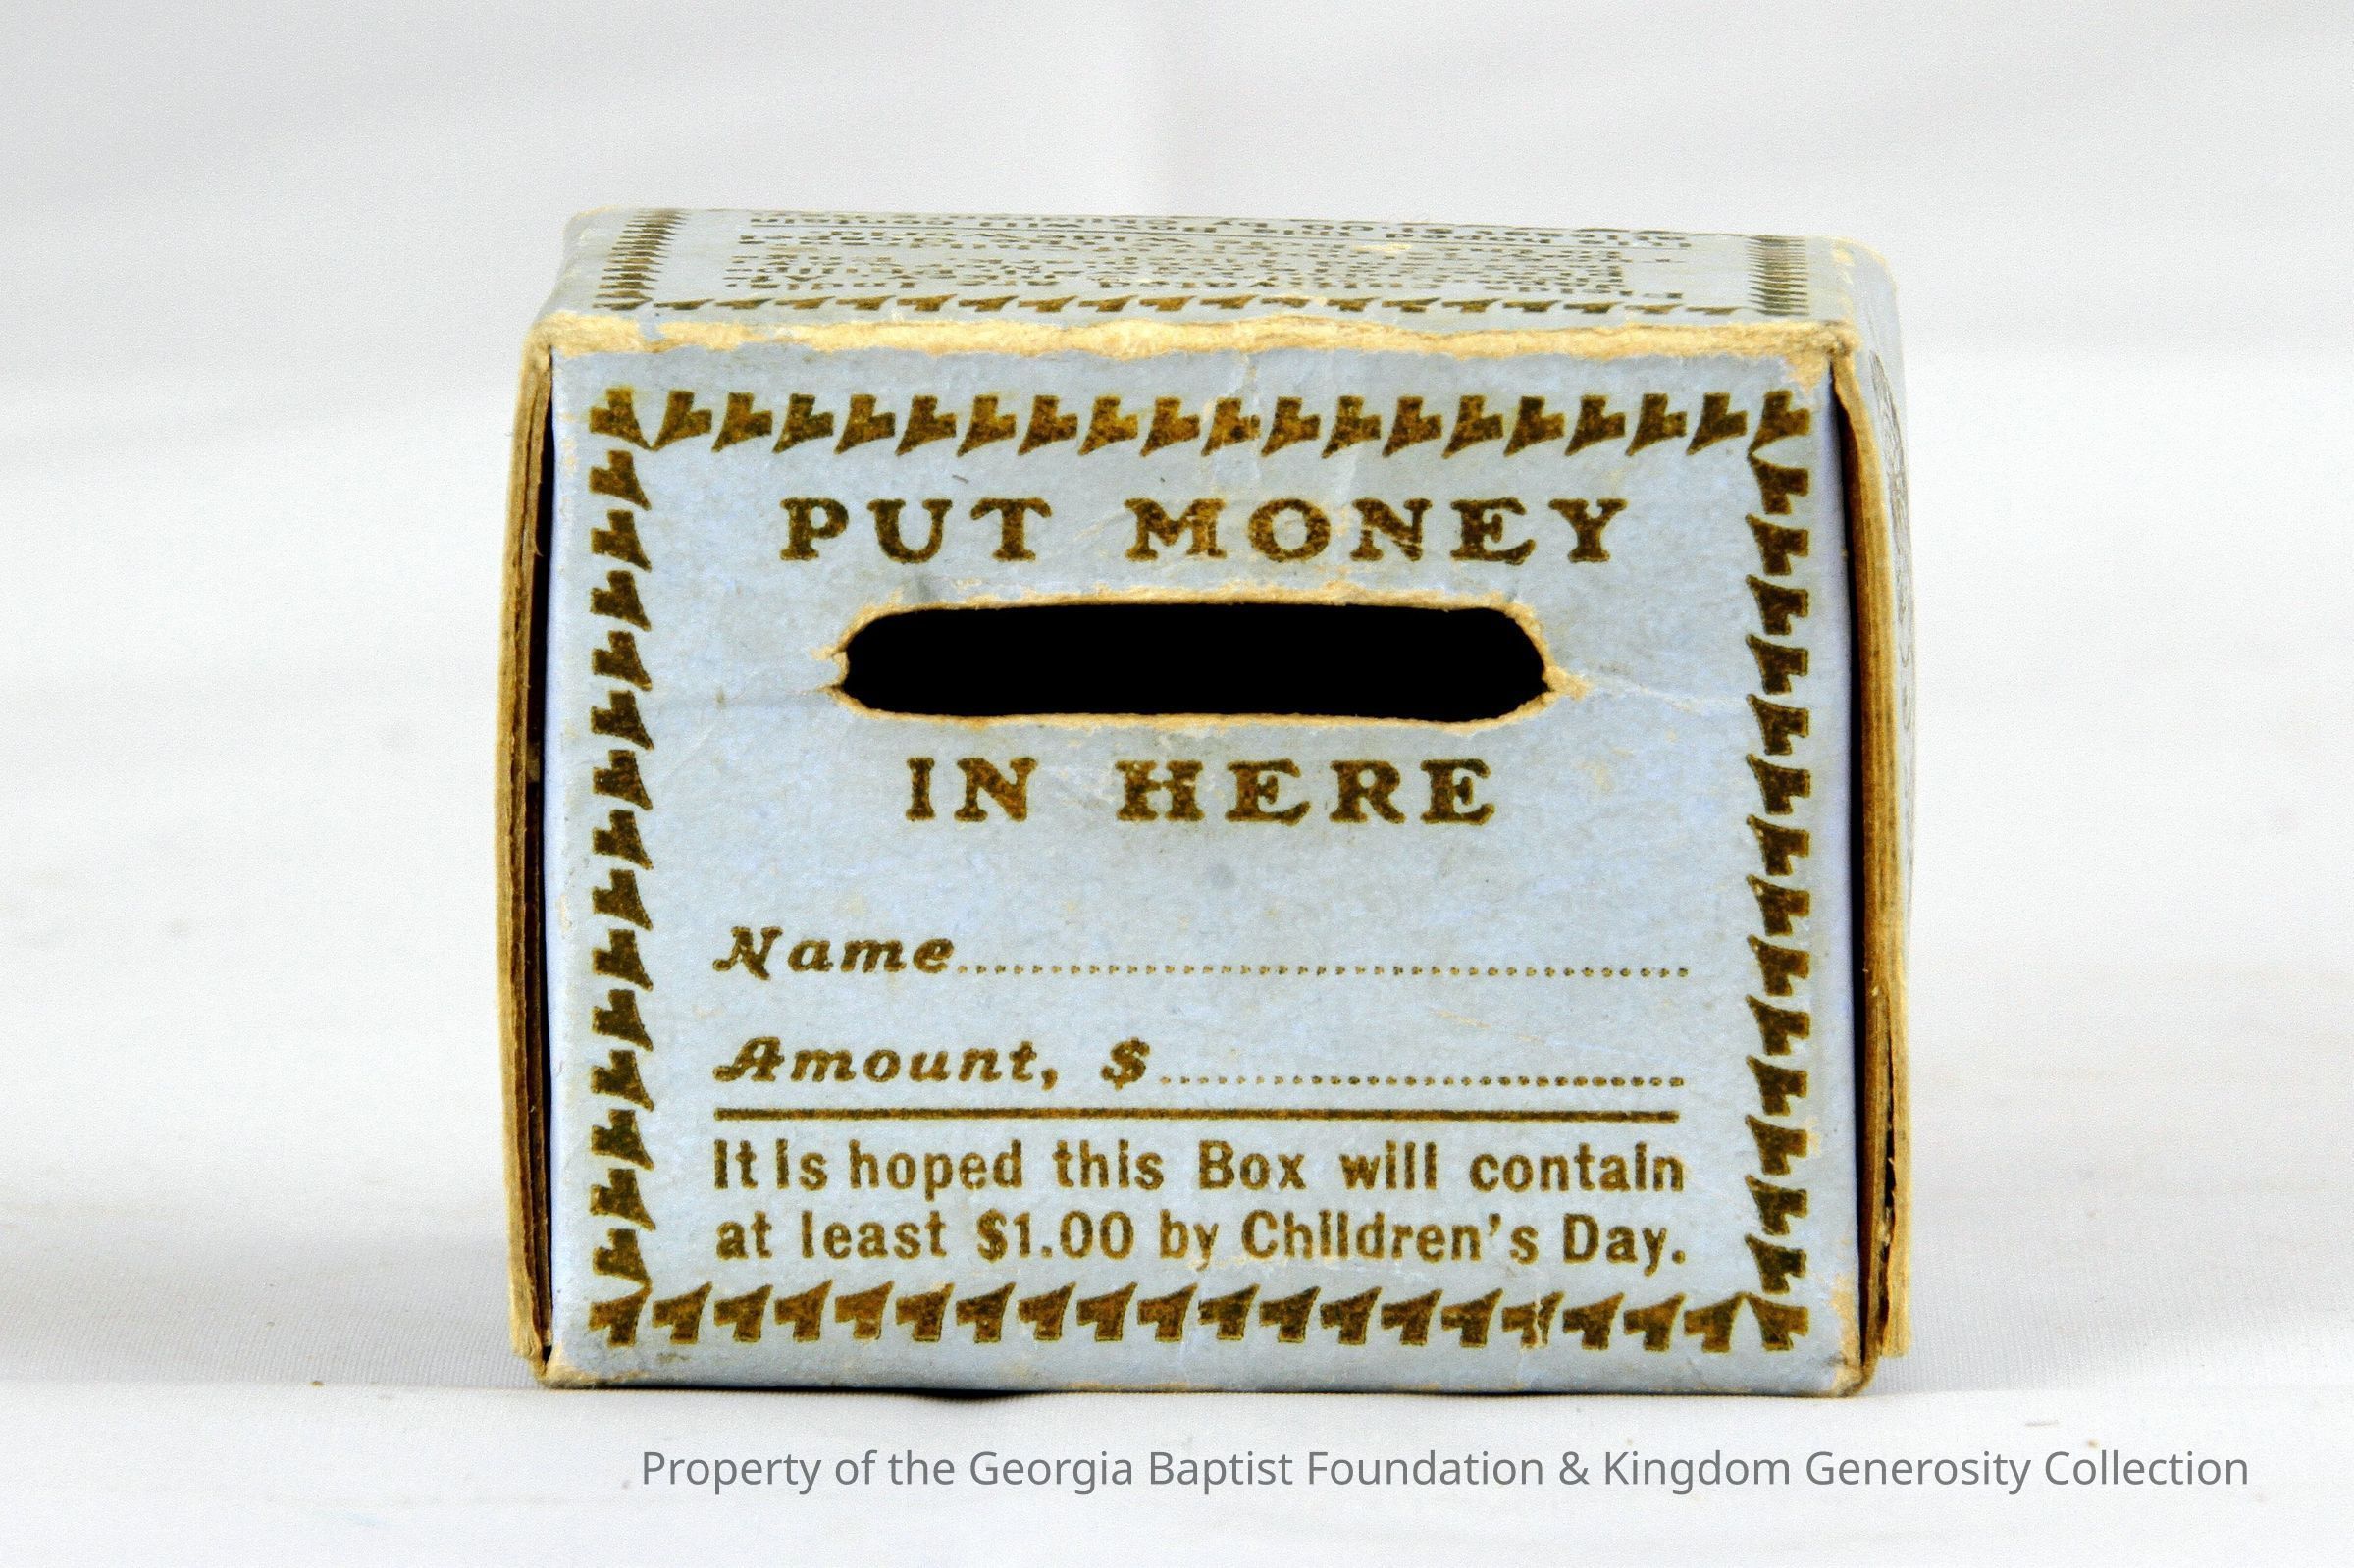 PUT MONEY
IN HERE
Name
Amount, $
It is hoped this Box will contain
at least $1.00 by Children's Day.
Property of the Georgia Baptist Foundation & Kingdom Generosity Collection